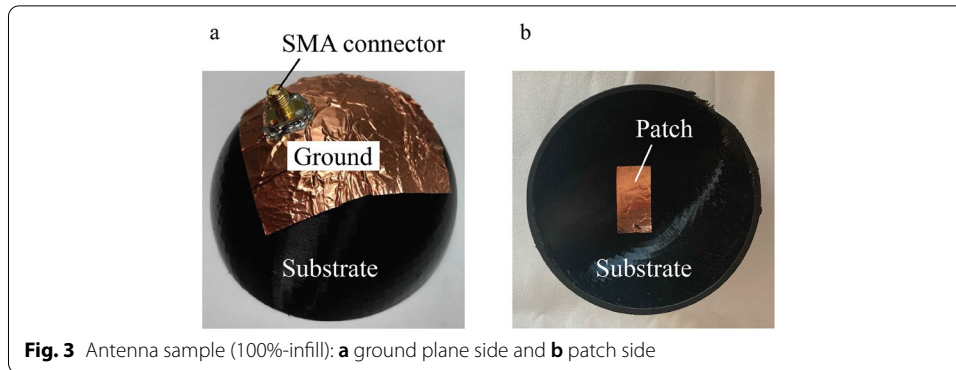 a
SMA connector
Ground
Substrate
b
Patch
Substrate
Fig. 3 Antenna sample (100%-infill): a ground plane side and b patch side